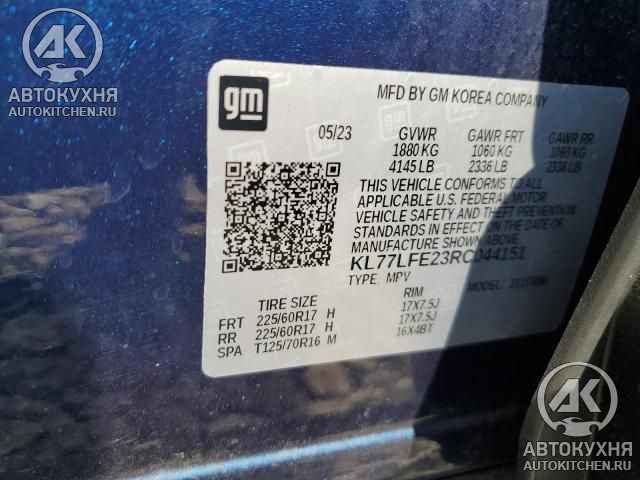 АК
АВТОКУХНЯ
AUTOKITCHEN.RU
gm
MFD BY GM KOREA COMPANY
05/23 GVWR GAWR FRT GAWR RR
1880 KG 1060 KG 1060 KG
4145 LB 2336 LB 2336 LB
THIS VEHICLE CONFORMS TO ALL
APPLICABLE U.S. FEDERAL MOTOR
VEHICLE SAFETY AND THEFT PREVENTION
STANDARDS IN EFFECT ON DATE OF
MANUFACTURE SHOWN ABOVE.
KL77LFE23RC044151
TYPE: MPV MODEL:
TIRE SIZE RIM
FRT 225/60R17 H 17X7.5J
RR 225/60R17 H 17X7.5J
SPA T125/70R16 M 16X4BT
АК
АВТОКУХНЯ
AUTOKITCHEN.RU